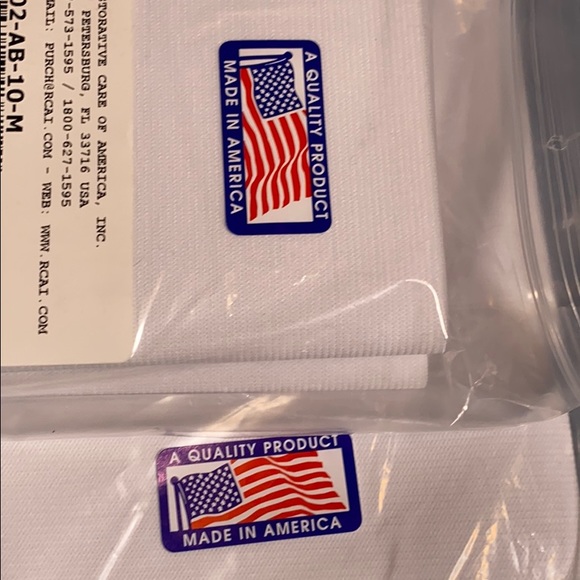 TORATIVE CARE OF AMERICA, INC.
PETERSBURG, FL 33716 USA
-573-1595 / 1800-627-1595
MAIL: PURCH@RCAI.COM - WEB: WWW.RCAI.COM
02-AB-10-M
A QUALITY PRODUCT
MADE IN AMERICA
A QUALITY PRODUCT
MADE IN AMERICA